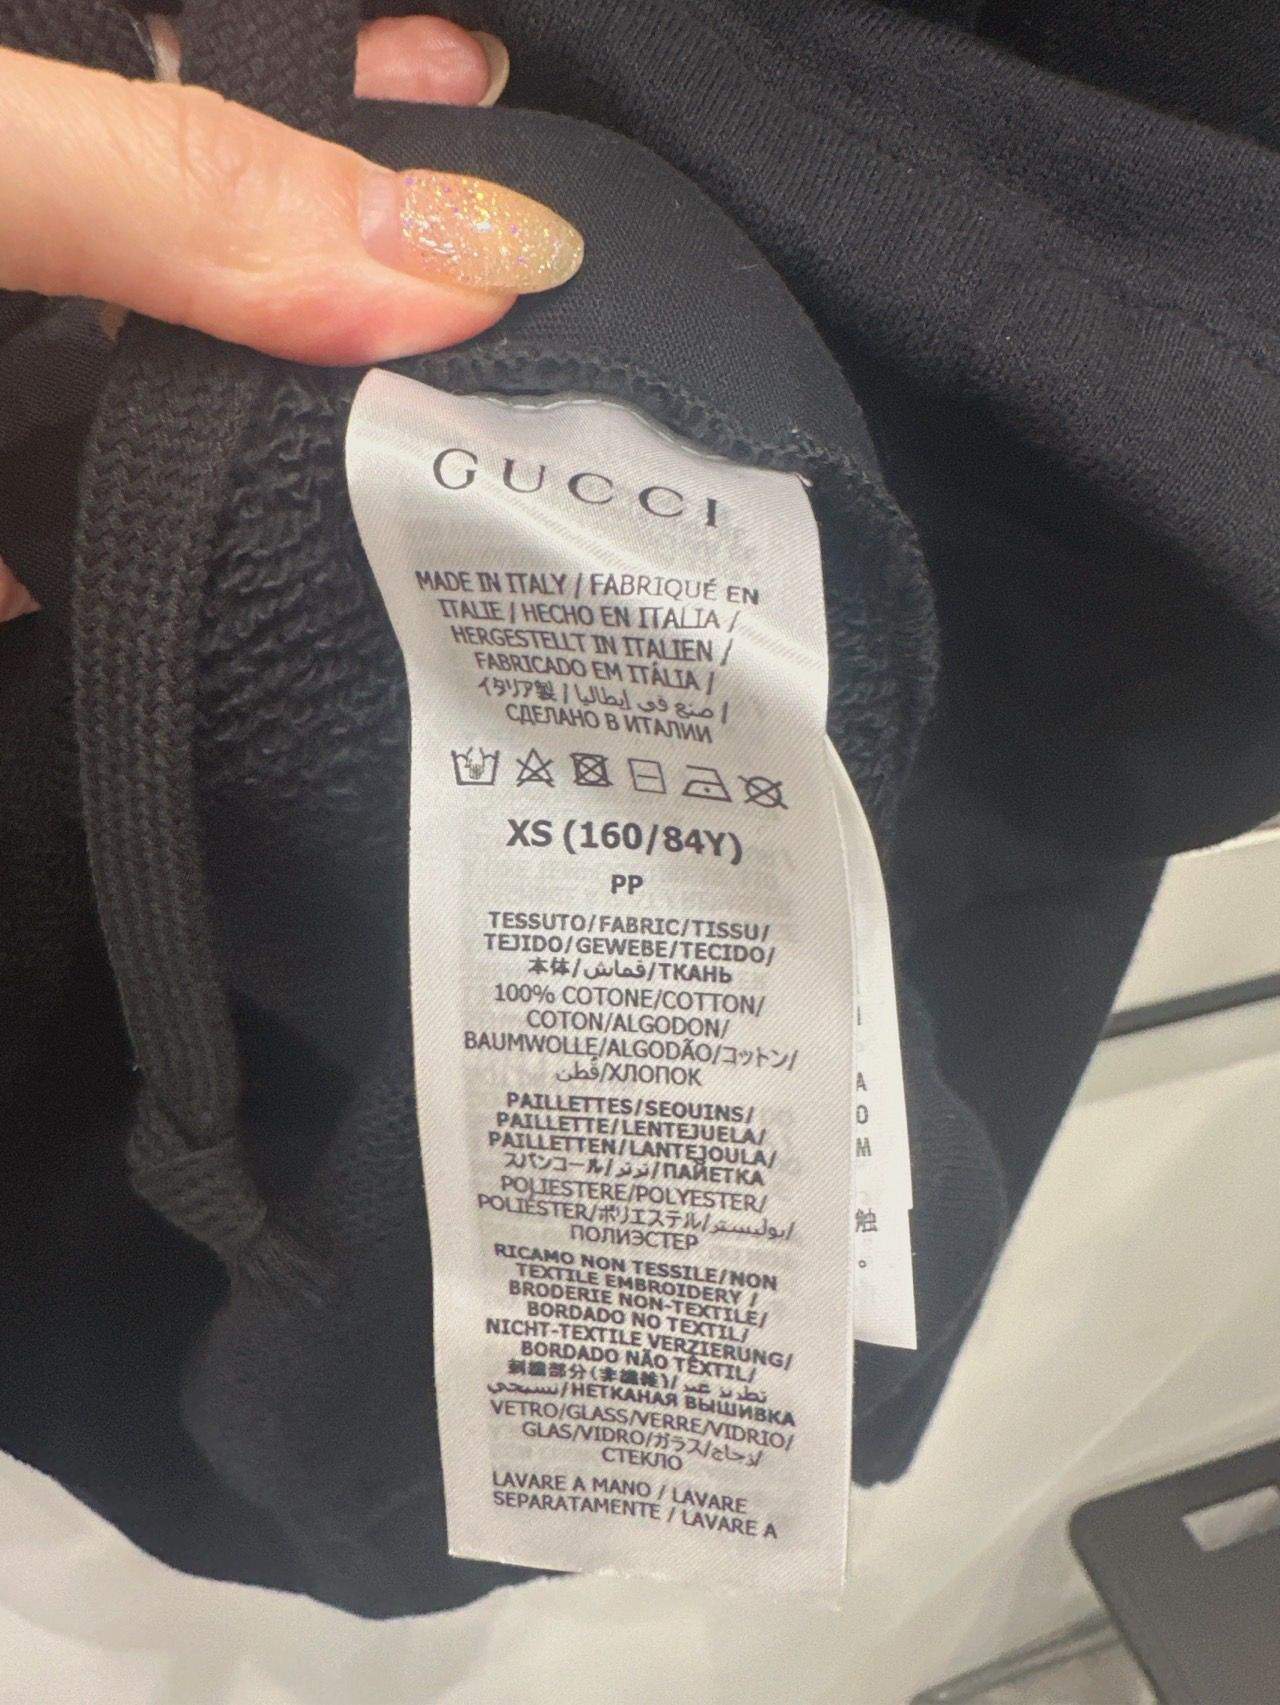 GUCCI
MADE IN ITALY / FABRIQUÉ EN
ITALIE / HECHO EN ITALIA /
HERGESTELLT IN ITALIEN /
FABRICADO EM ITÁLIA /
イタリア製 / صنع في إيطاليا /
СДЕЛАНО В ИТАЛИИ
XS (160/84Y)
PP
TESSUTO/FABRIC/TISSU/
TEJIDO/GEWEBE/TECIDO/
本体/قماش/ТКАНЬ
100% COTONE/COTTON/
COTON/ALGODON/
BAUMWOLLE/ALGODÃO/コットン/
قطن/ХЛОПОК
PAILLETTES/SEQUINS/
PAILLETTE/LENTEJUELA/
PAILLETTEN/LANTEJOULA/
スパンコール/ترتر/ПАЙЕТКА
POLIESTERE/POLYESTER/
POLIÉSTER/ポリエステル/بوليستر/
ПОЛИЭСТЕР
RICAMO NON TESSILE/NON
TEXTILE EMBROIDERY /
BRODERIE NON-TEXTILE/
BORDADO NO TEXTIL/
NICHT-TEXTILE VERZIERUNG/
BORDADO NÃO TÊXTIL/
刺繍部分(非繊維)/تطريز غير
نسيجي/НЕТКАНАЯ ВЫШИВКА
VETRO/GLASS/VERRE/VIDRIO/
GLAS/VIDRO/ガラス/زجاج/
СТЕКЛО
LAVARE A MANO / LAVARE
SEPARATAMENTE / LAVARE A
A
O
M
触
。